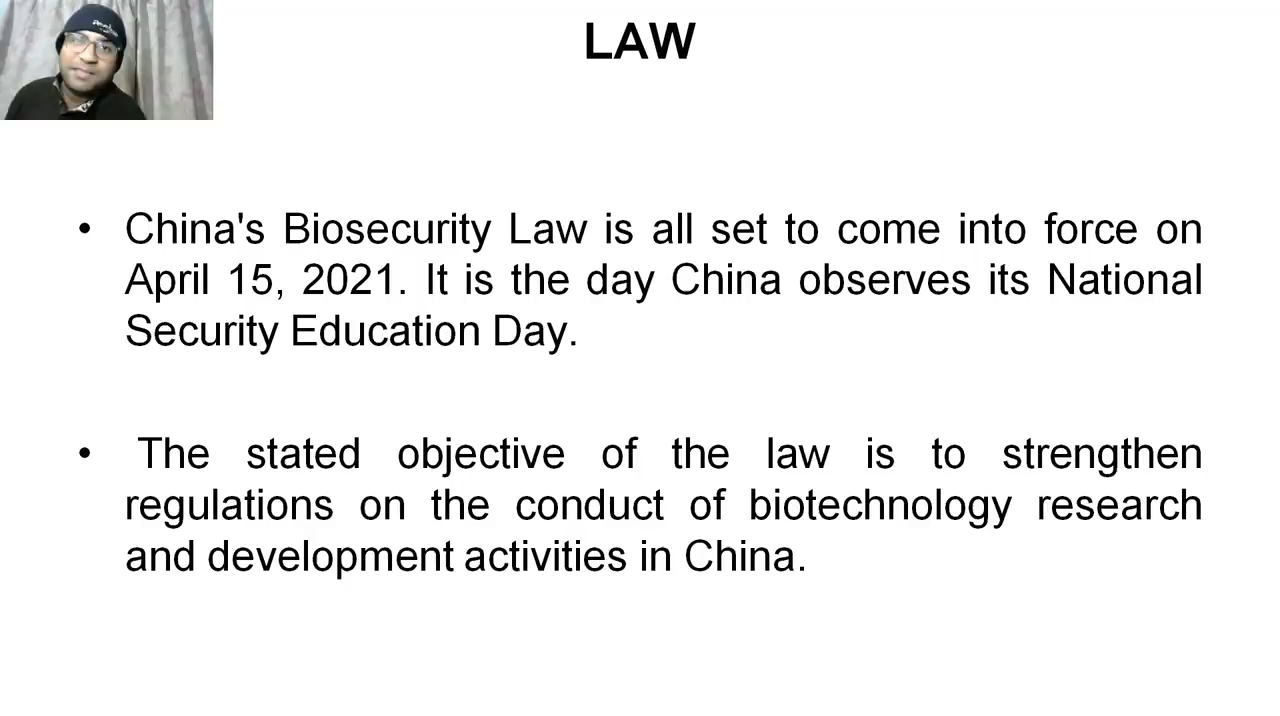 LAW
• China's Biosecurity Law is all set to come into force on
April 15, 2021. It is the day China observes its National
Security Education Day.
• The stated objective of the law is to strengthen
regulations on the conduct of biotechnology research
and development activities in China.